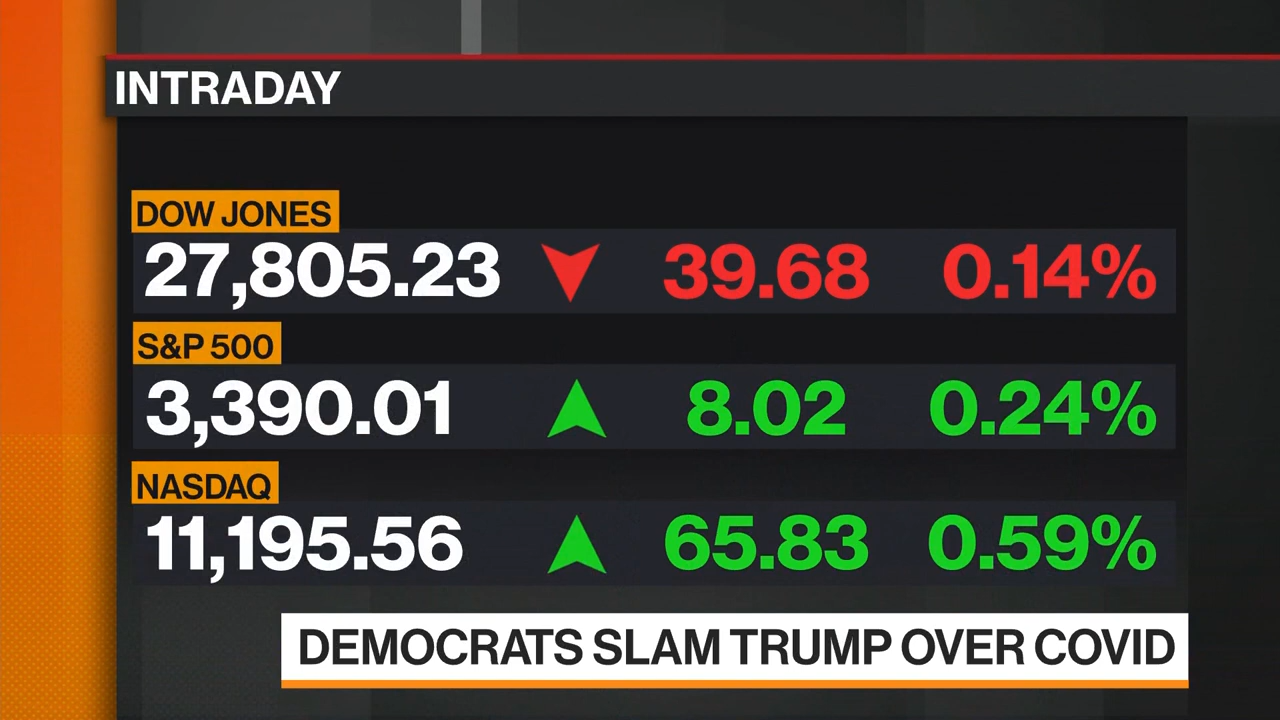 INTRADAY
DOW JONES
27,805.23 39.68 0.14%
S&P 500
3,390.01 8.02 0.24%
NASDAQ
11,195.56 65.83 0.59%
DEMOCRATS SLAM TRUMP OVER COVID